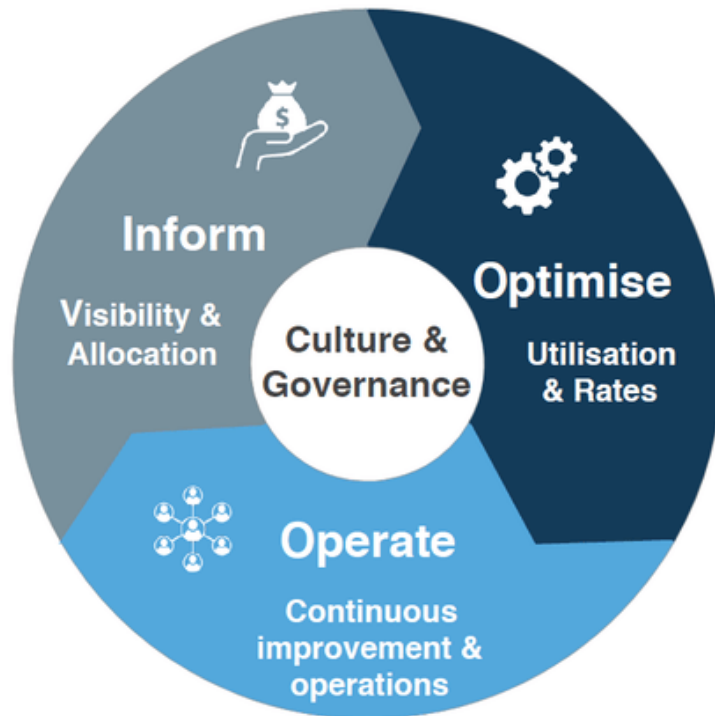 $
Inform
Visibility &
Allocation
Optimise
Utilisation
& Rates
Culture &
Governance
Operate
Continuous
improvement &
operations